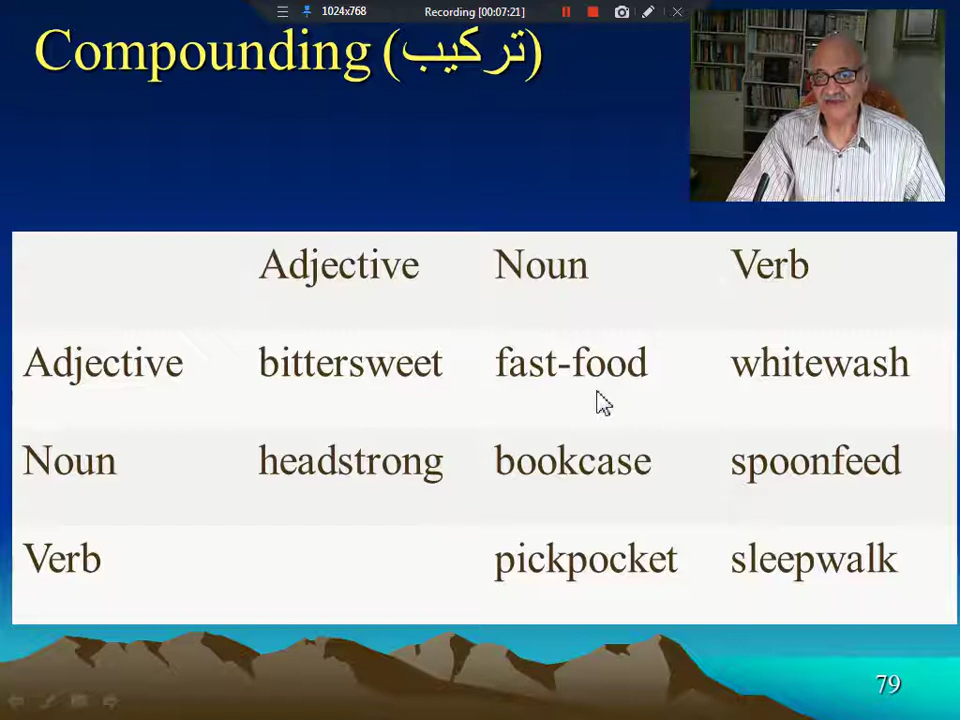 1024x768 Recording [00:07:21]
Compounding (تركيب)
Adjective Noun Verb
Adjective bittersweet fast-food whitewash
Noun headstrong bookcase spoonfeed
Verb pickpocket sleepwalk
79